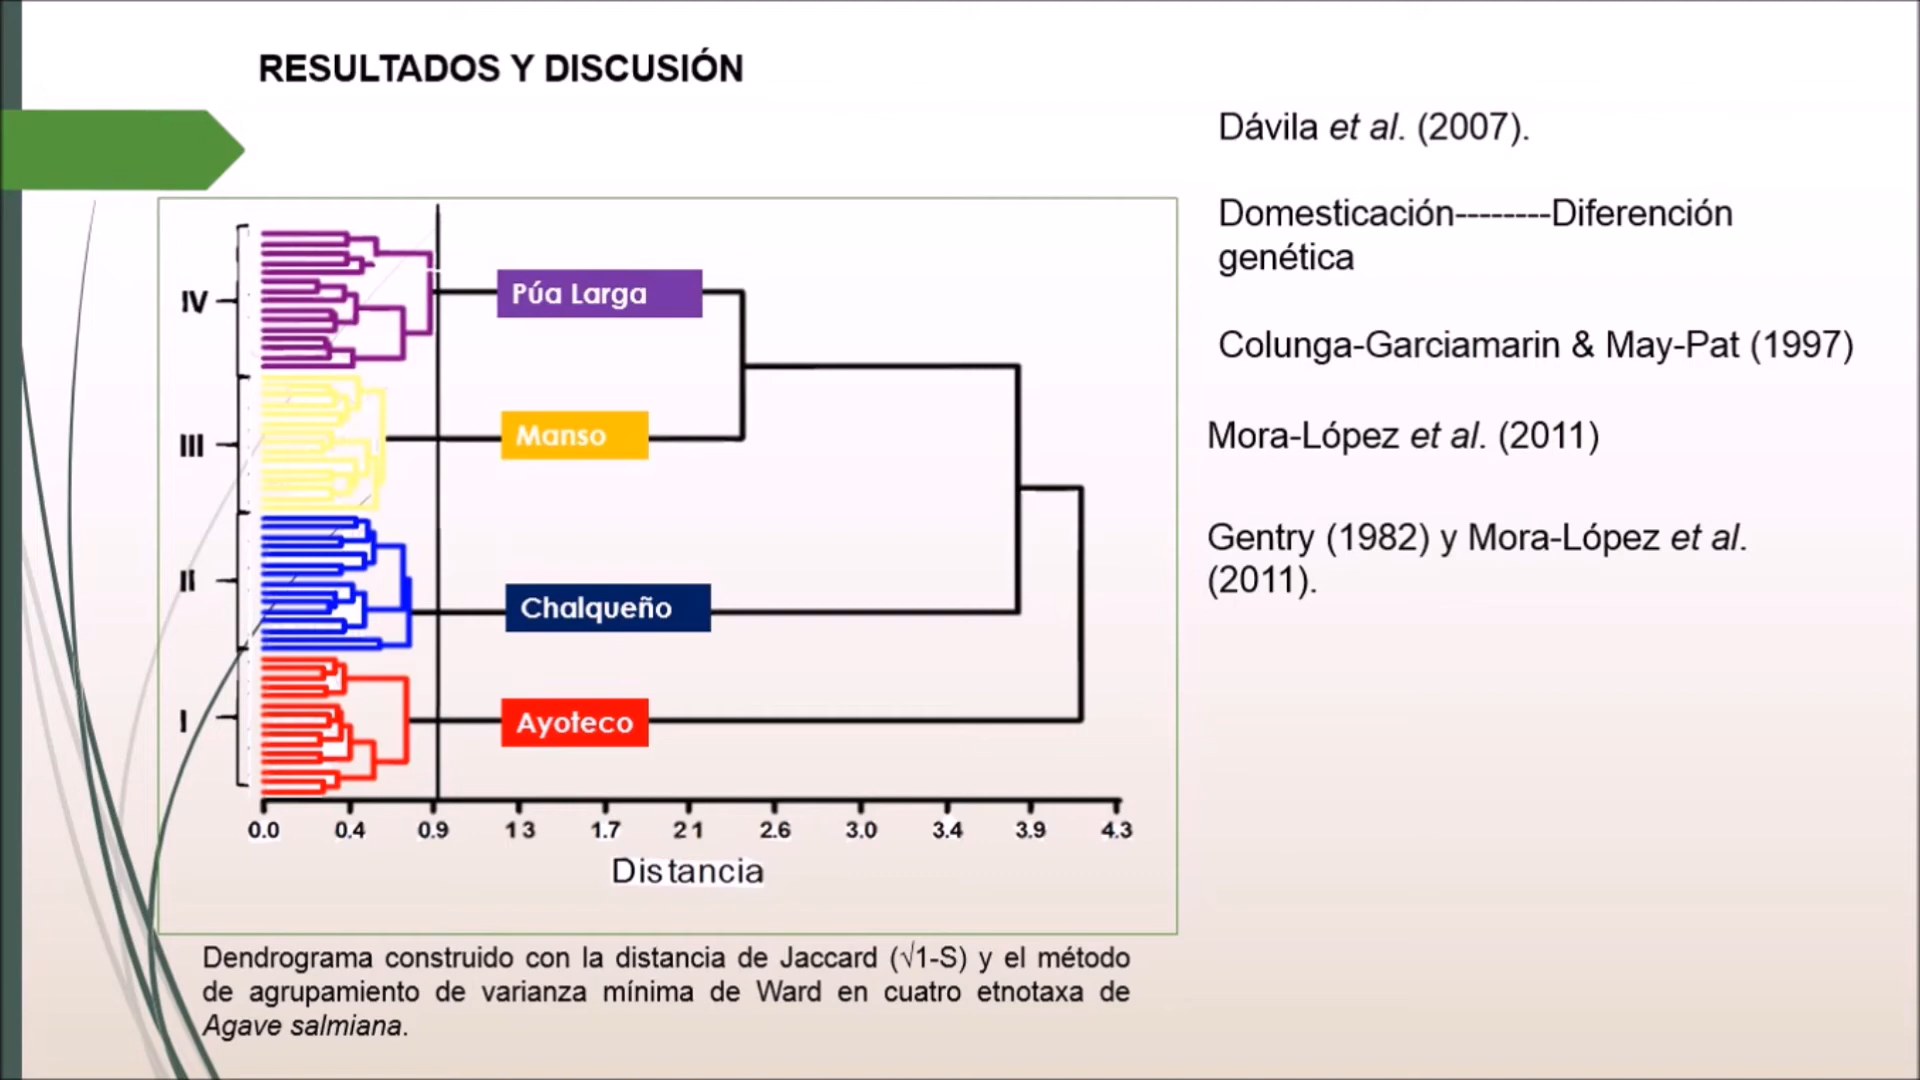 RESULTADOS Y DISCUSIÓN
Dávila et al. (2007).
Domesticación--------Diferención
genética
Colunga-Garciamarin & May-Pat (1997)
Mora-López et al. (2011)
Gentry (1982) y Mora-López et al.
(2011).
IV
Púa Larga
III
Manso
II
Chalqueño
I
Ayoteco
0.0 0.4 0.9 13 1.7 21 2.6 3.0 3.4 3.9 4.3
Distancia
Dendrograma construido con la distancia de Jaccard (√1-S) y el método
de agrupamiento de varianza mínima de Ward en cuatro etnotaxa de
Agave salmiana.